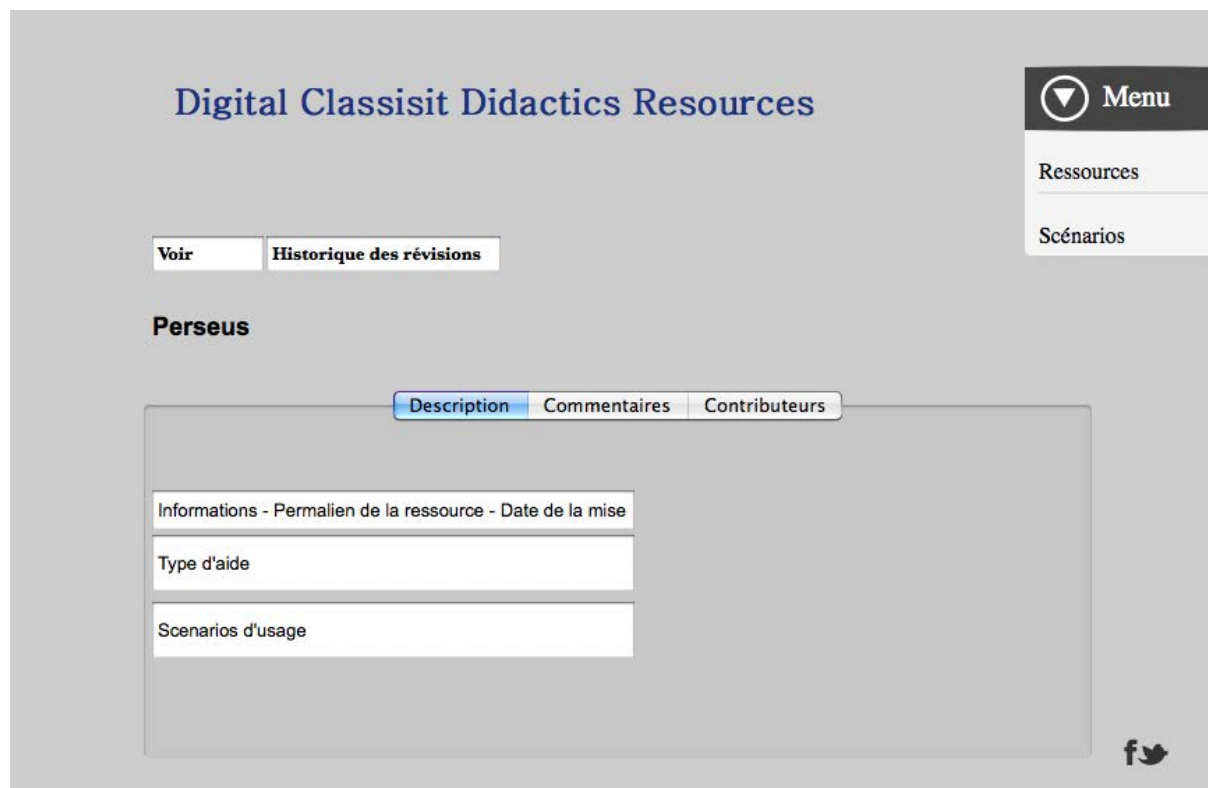 Digital Classisit Didactics Resources
Menu
Ressources
Scénarios
Voir
Historique des révisions
Perseus
Description
Commentaires
Contributeurs
Informations - Permalien de la ressource - Date de la mise
Type d'aide
Scenarios d'usage